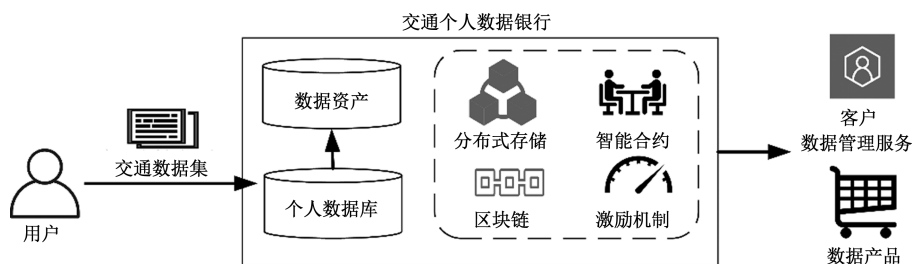 交通个人数据银行
数据资产
分布式存储
智能合约
客户
数据管理服务
交通数据集
个人数据库
用户
区块链
激励机制
数据产品